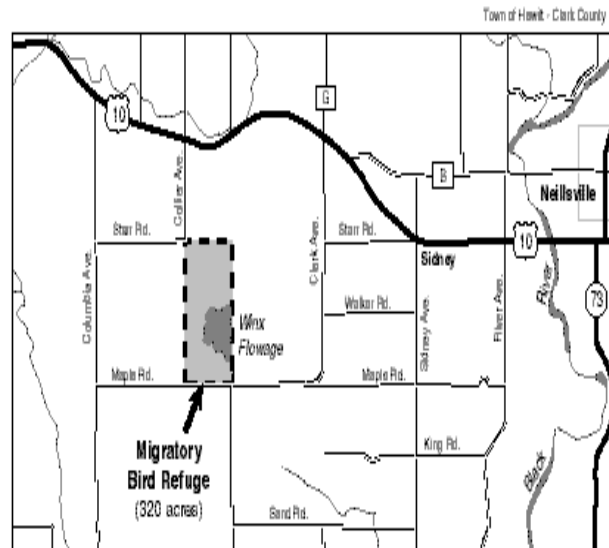 Town of Hewitt - Clark County
10
G
B
Collier Ave.
Neillsville
Starr Rd.
Starr Rd.
10
Sidney
Columbia Ave.
Clark Ave.
Sidney Ave.
River Ave.
River
73
Walker Rd.
Flowage
Maple Rd.
Maple Rd.
Migratory
Bird Refuge
(320 acres)
King Rd.
Black
Sand Rd.